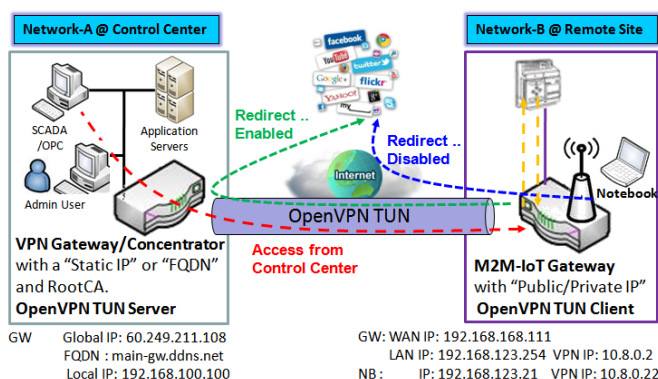 Network-A @ Control Center
Network-B @ Remote Site
facebook
You Tube
twitter
Google+
flickr
YAHOO!
my
SCADA
/OPC
Application
Servers
Admin User
Redirect ..
Enabled
Redirect ..
Disabled
Internet
Notebook
OpenVPN TUN
Access from
Control Center
VPN Gateway/Concentrator
with a “Static IP” or “FQDN”
and RootCA.
OpenVPN TUN Server
M2M-IoT Gateway
with “Public/Private IP”
OpenVPN TUN Client
GW Global IP: 60.249.211.108
FQDN : main-gw.ddns.net
Local IP: 192.168.100.100
GW: WAN IP: 192.168.168.111
LAN IP: 192.168.123.254 VPN IP: 10.8.0.2
NB : IP: 192.168.123.21 VPN IP: 10.8.0.22